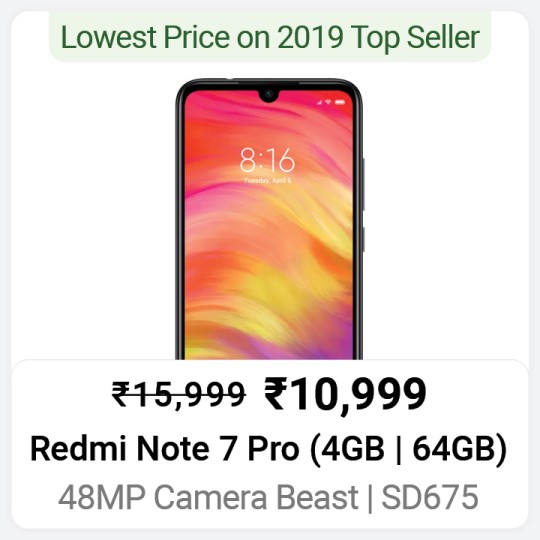 Lowest Price on 2019 Top Seller
8:16
Tuesday, April 6
₹15,999 ₹10,999
Redmi Note 7 Pro (4GB | 64GB)
48MP Camera Beast | SD675